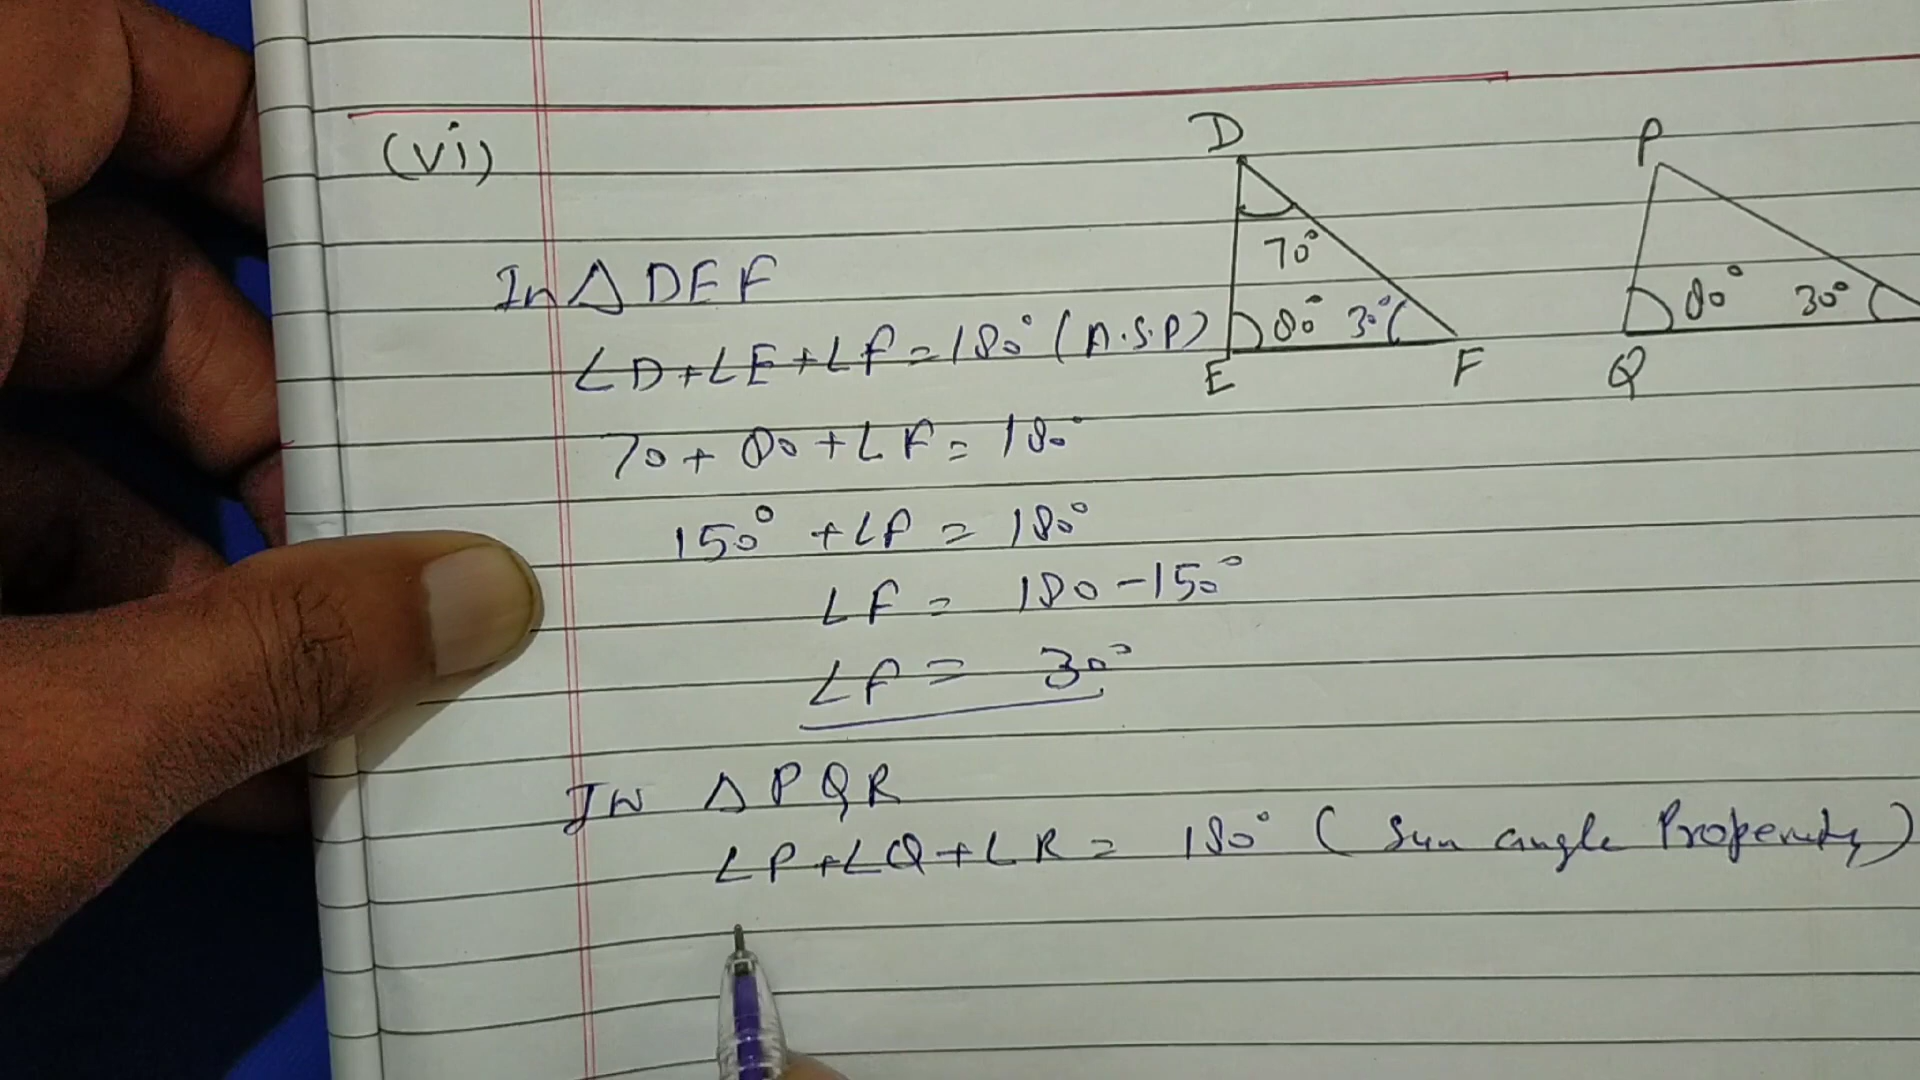 (vi)
D
P
70°
80° 30°
E
F
80° 30°
Q
In △ DEF
∠D+∠E+∠F=180° (A.S.P)
70+80+∠F=180°
150°+∠F=180°
∠F=180-150°
∠F=30°
IN △PQR
∠P+∠Q+∠R=180° (Sum angle Property)